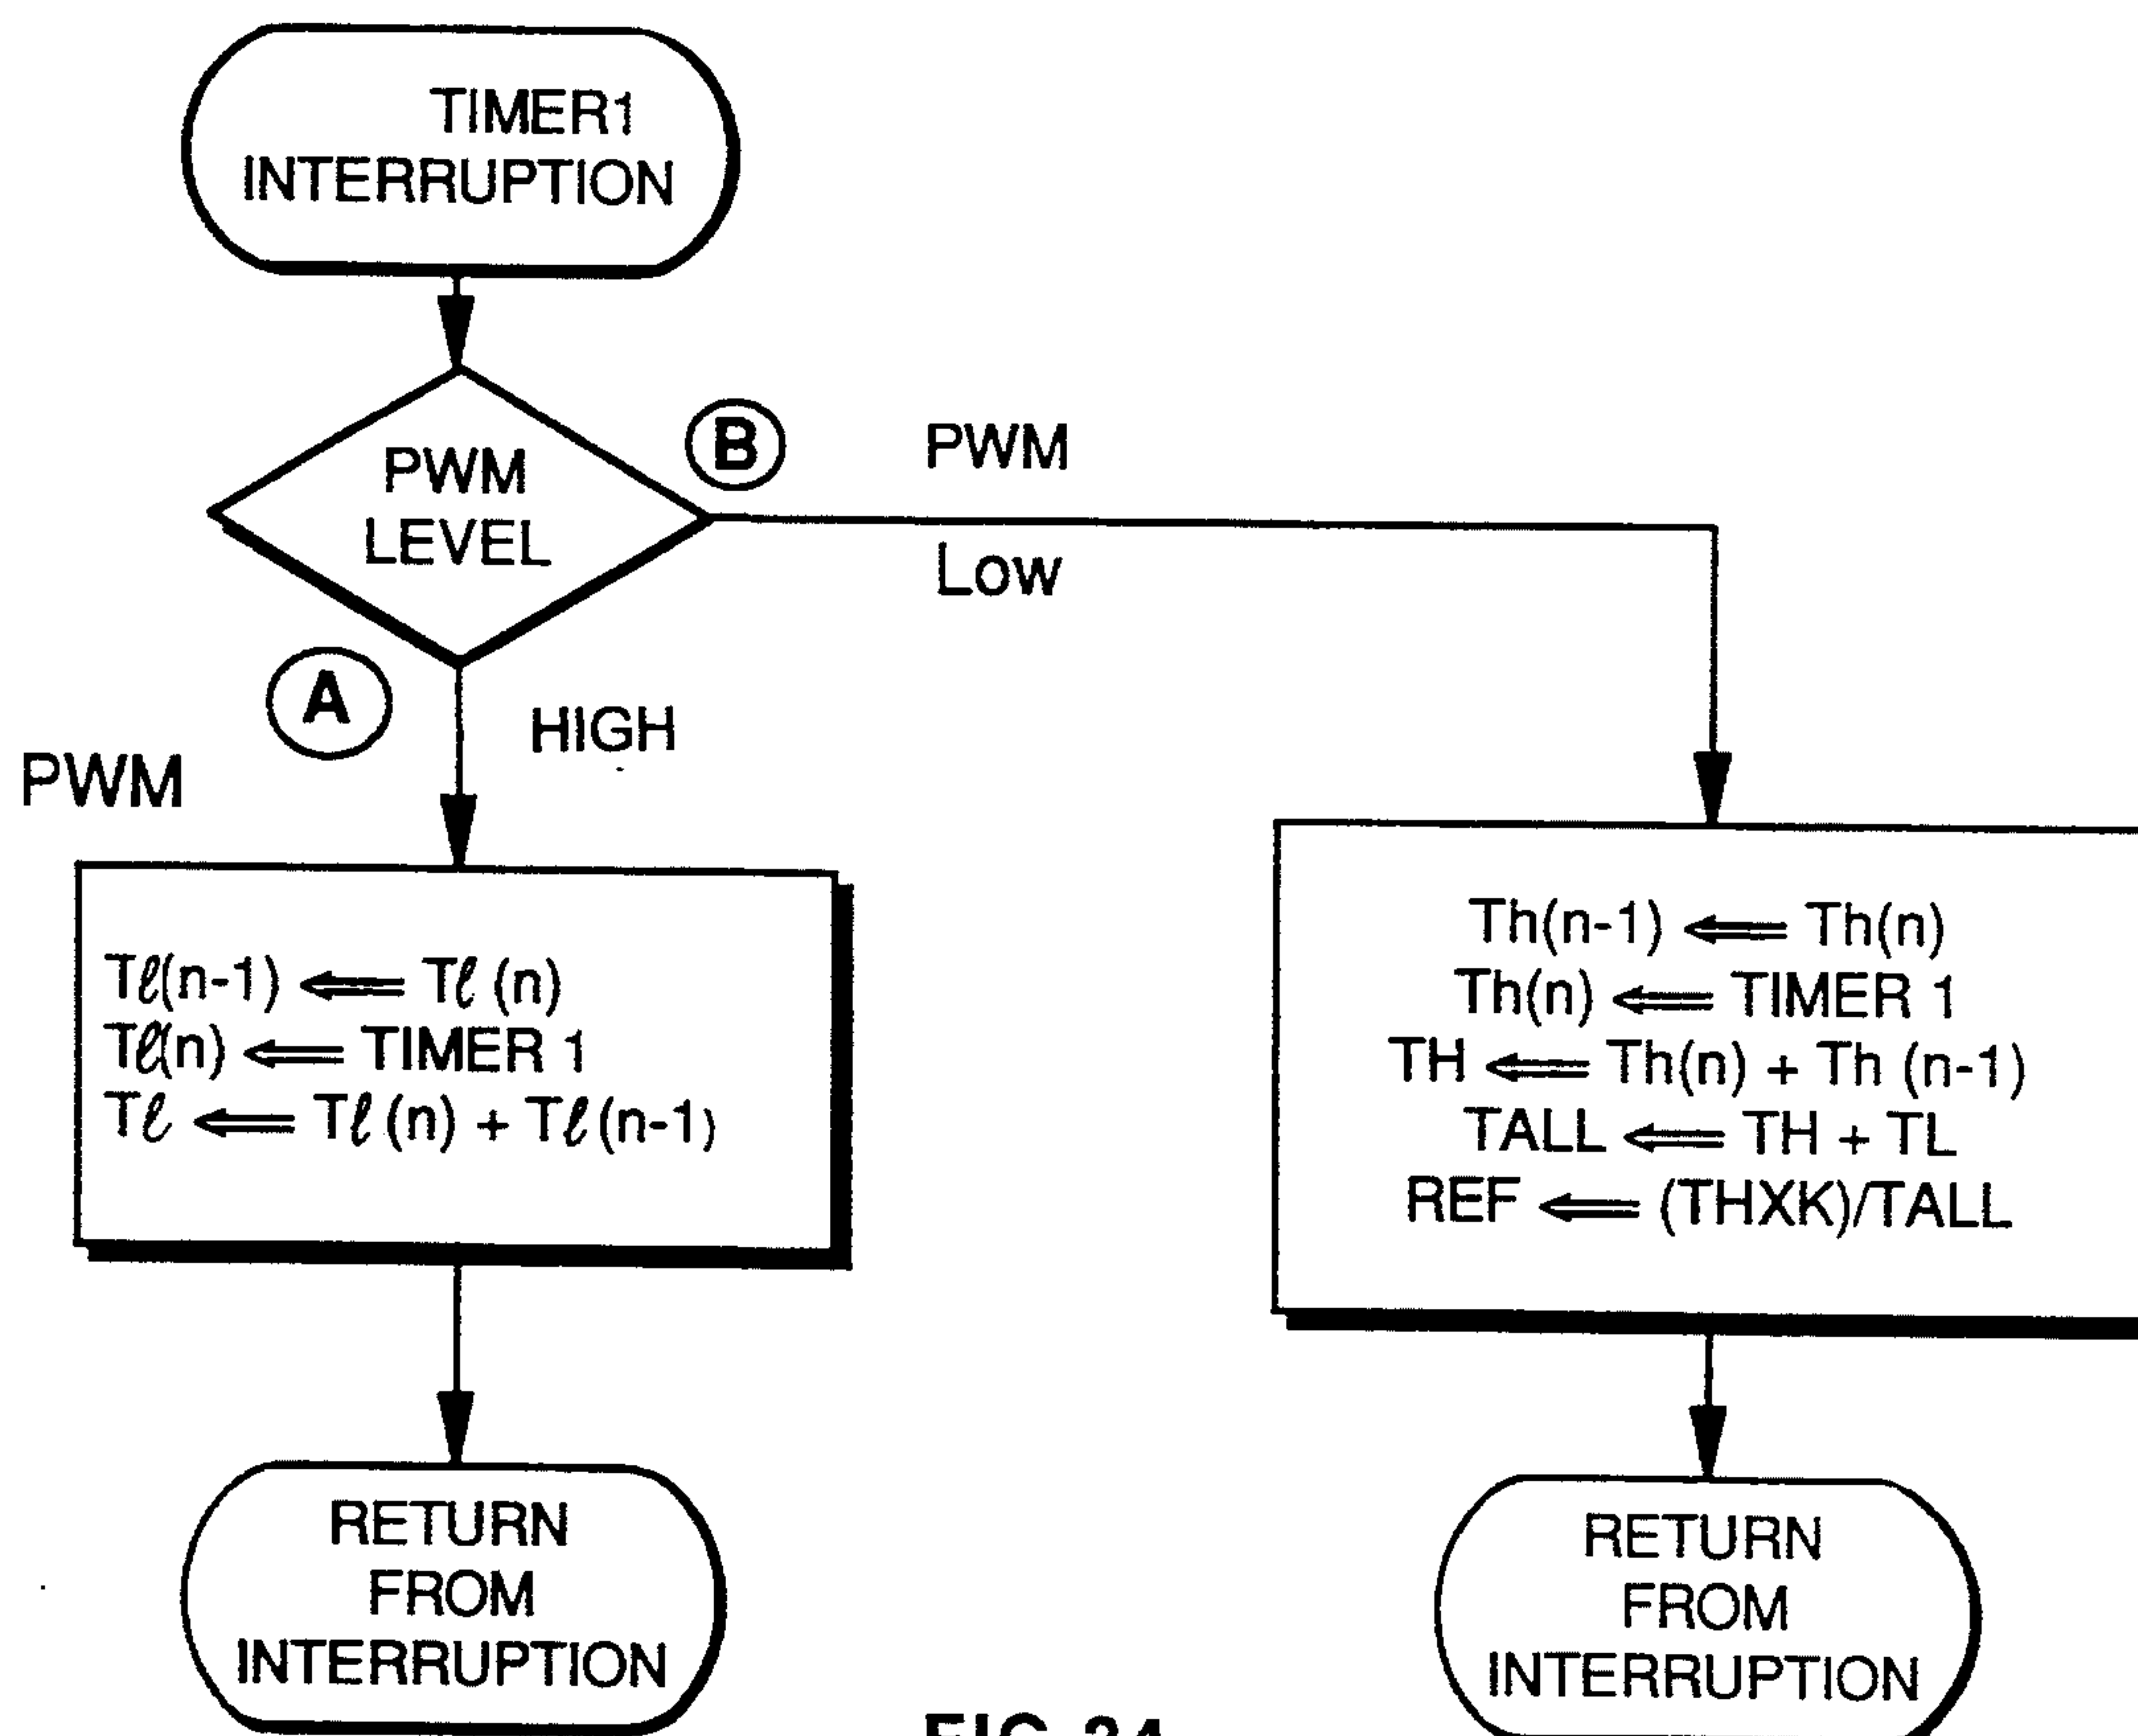 TIMER1
INTERRUPTION
PWM
LEVEL
B
PWM
Low
A
HIGH
PWM
Tℓ(n-1) ⟸ Tℓ (n)
Tℓ(n) ⟸ TIMER 1
Tℓ ⟸ Tℓ (n) + Tℓ (n-1)
RETURN
FROM
INTERRUPTION
Th(n-1) ⟸ Th(n)
Th(n) ⟸ TIMER 1
TH ⟸ Th(n) + Th (n-1)
TALL ⟸ TH + TL
REF ⟸ (THXK)/TALL
RETURN
FROM
INTERRUPTION